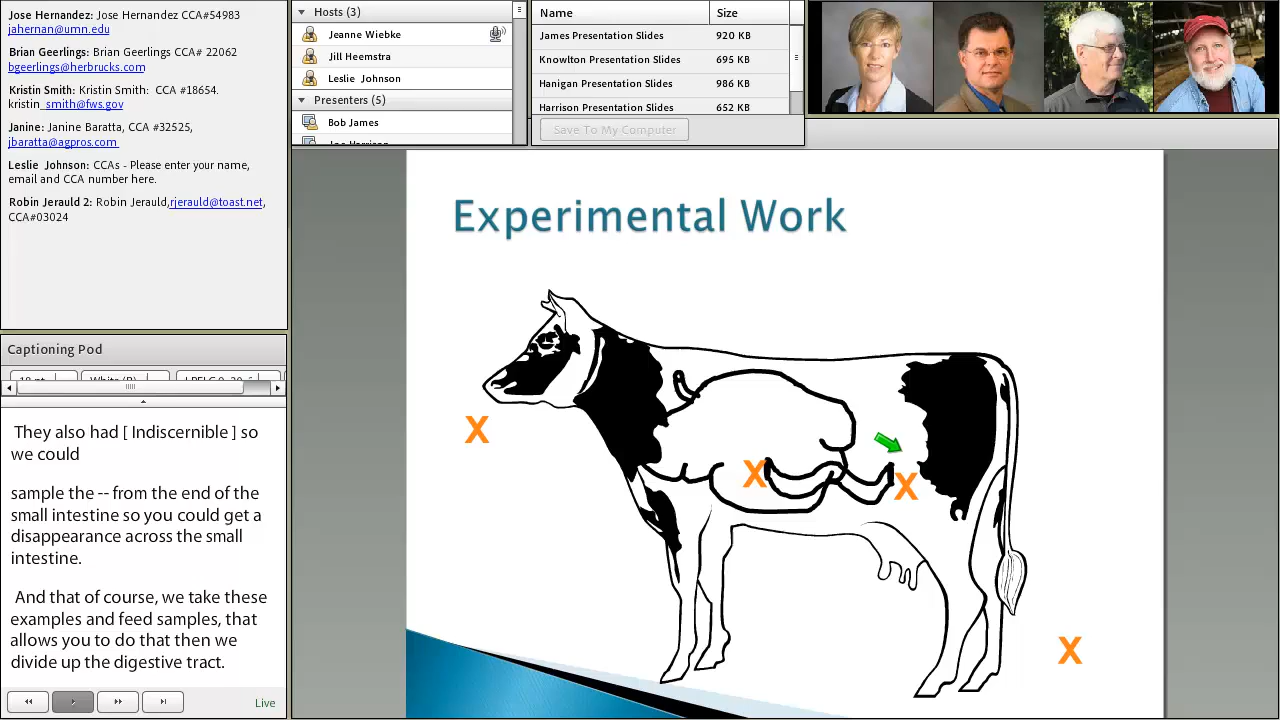 Jose Hernandez: Jose Hernandez CCA#54983
jahernan@umn.edu
Brian Geerlings: Brian Geerlings CCA# 22062
bgeerlings@herbrucks.com
Kristin Smith: Kristin Smith: CCA #18654.
kristin_smith@fws.gov
Janine: Janine Baratta, CCA #32525,
jbaratta@agpros.com
Leslie Johnson: CCAs - Please enter your name,
email and CCA number here.
Robin Jerauld 2: Robin Jerauld,rjerauld@toast.net,
CCA#03024
Captioning Pod
They also had [ Indiscernible ] so
we could
sample the -- from the end of the
small intestine so you could get a
disappearance across the small
intestine.
And that of course, we take these
examples and feed samples, that
allows you to do that then we
divide up the digestive tract.
Live
Hosts (3)
Jeanne Wiebke
Jill Heemstra
Leslie Johnson
Presenters (5)
Bob James
Name Size
James Presentation Slides 920 KB
Knowlton Presentation Slides 695 KB
Hanigan Presentation Slides 986 KB
Harrison Presentation Slides 652 KB
Save To My Computer
Experimental Work
X
X
X
X